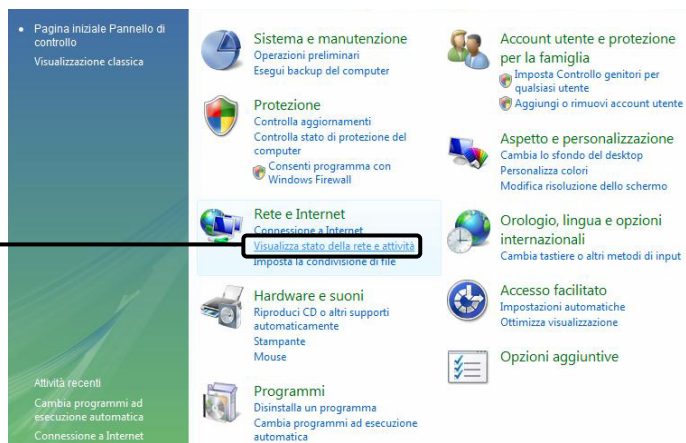 Pagina iniziale Pannello di
controllo
Visualizzazione classica
Attività recenti
Cambia programmi ad
esecuzione automatica
Connessione a Internet
Sistema e manutenzione
Operazioni preliminari
Esegui backup del computer
Protezione
Controlla aggiornamenti
Controlla stato di protezione del
computer
Consenti programma con
Windows Firewall
Rete e Internet
Connessione a Internet
Visualizza stato della rete e attività
Imposta la condivisione di file
Hardware e suoni
Riproduci CD o altri supporti
automaticamente
Stampante
Mouse
Programmi
Disinstalla un programma
Cambia programmi ad esecuzione
automatica
Account utente e protezione
per la famiglia
Imposta Controllo genitori per
qualsiasi utente
Aggiungi o rimuovi account utente
Aspetto e personalizzazione
Cambia lo sfondo del desktop
Personalizza colori
Modifica risoluzione dello schermo
Orologio, lingua e opzioni
internazionali
Cambia tastiere o altri metodi di input
Accesso facilitato
Impostazioni automatiche
Ottimizza visualizzazione
Opzioni aggiuntive